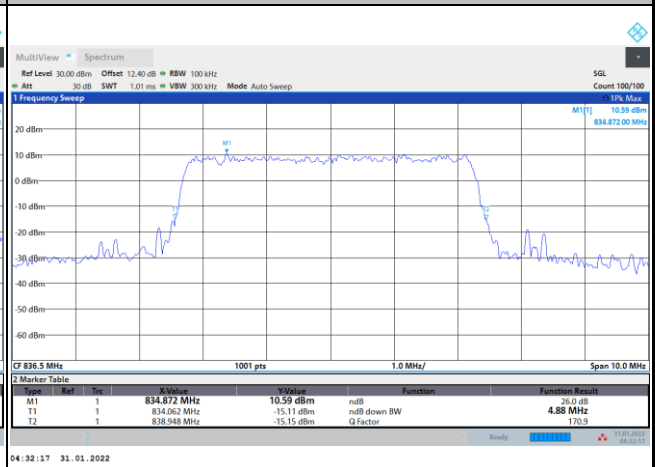 MultiView Spectrum
Ref Level 30.00 dBm Offset 12.40 dB RBW 100 kHz SGL
Att 30 dB SWT 1.01 ms VBW 300 kHz Mode Auto Sweep Count 100/100
1 Frequency Sweep 1Pk Max
M1[1] 10.59 dBm
834.872 00 MHz
M1
20 dBm
10 dBm
0 dBm
-10 dBm
T1 T2
-20 dBm
-30 dBm
-40 dBm
-50 dBm
-60 dBm
CF 836.5 MHz 1001 pts 1.0 MHz/ Span 10.0 MHz
2 Marker Table
Type Ref Trc X-Value Y-Value Function Function Result
M1 1 834.872 MHz 10.59 dBm ndB 26.0 dB
T1 1 834.062 MHz -15.11 dBm ndB down BW 4.88 MHz
T2 1 838.948 MHz -15.15 dBm Q Factor 170.9
Ready 31.01.2022
04:32:17
04:32:17 31.01.2022